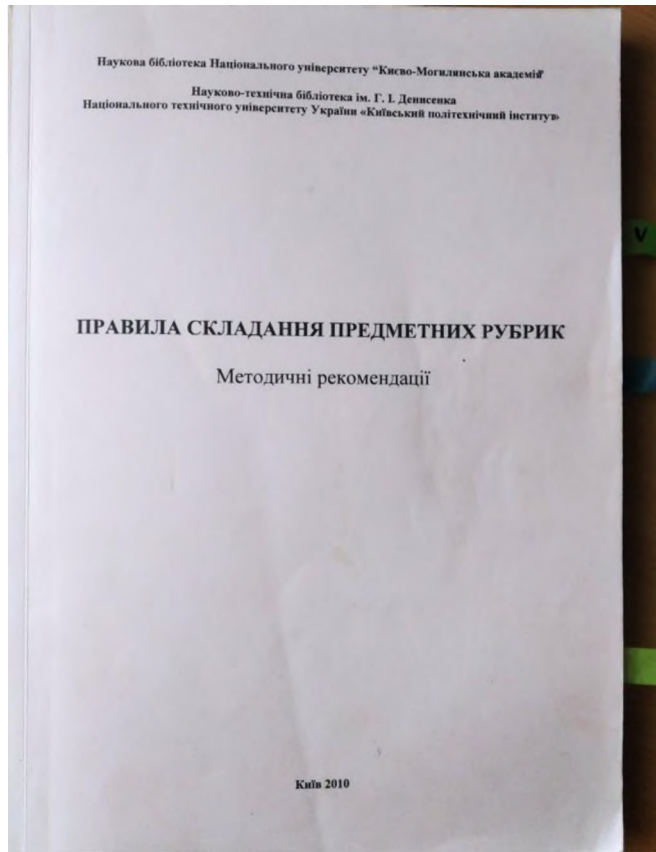 Наукова бібліотека Національного університету “Києво-Могилянська академія”
Науково-технічна бібліотека ім. Г. І. Денисенка
Національного технічного університету України «Київський політехнічний інститут»
ПРАВИЛА СКЛАДАННЯ ПРЕДМЕТНИХ РУБРИК
Методичні рекомендації
Київ 2010
V